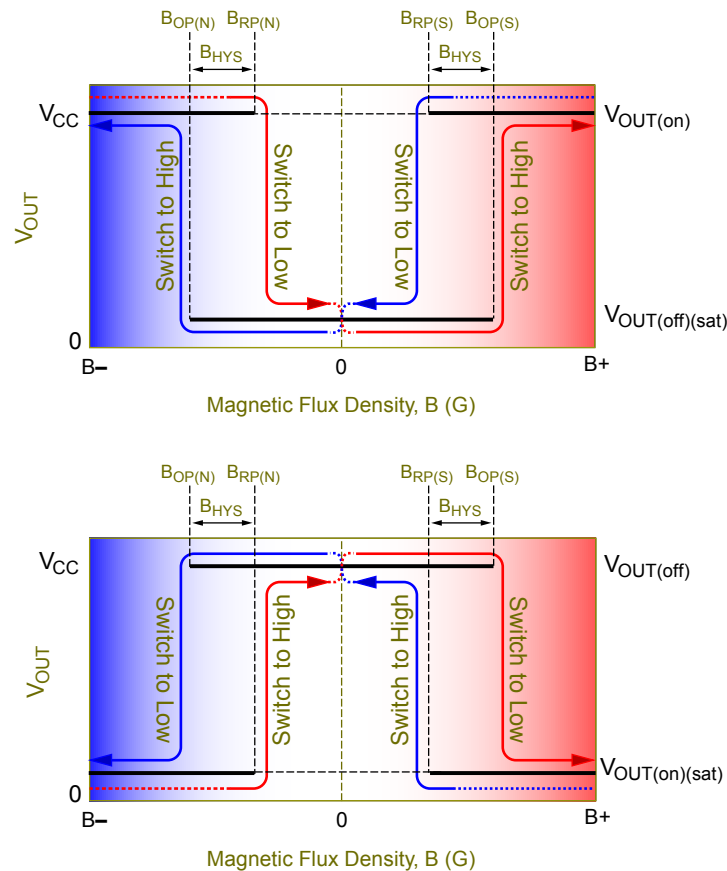 BOP(N) BRP(N) BRP(S) BOP(S)
BHYS BHYS
VCC VOUT(on)
Switch to High
Switch to Low
Switch to Low
Switch to High
VOUT
VOUT(off)(sat)
0
B– 0 B+
Magnetic Flux Density, B (G)
BOP(N) BRP(N) BRP(S) BOP(S)
BHYS BHYS
VCC VOUT(off)
Switch to Low
Switch to High
Switch to High
Switch to Low
VOUT
VOUT(on)(sat)
0
B– 0 B+
Magnetic Flux Density, B (G)